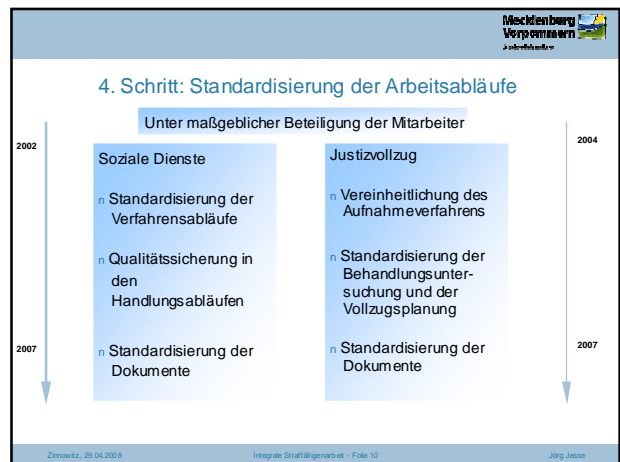 Mecklenburg
Vorpommern
4. Schritt: Standardisierung der Arbeitsabläufe
Unter maßgeblicher Beteiligung der Mitarbeiter
2002
Soziale Dienste
n Standardisierung der
Verfahrensabläufe
n Qualitätssicherung in
den
Handlungsabläufen
2007
n Standardisierung der
Dokumente
2004
Justizvollzug
n Vereinheitlichung des
Aufnahmeverfahrens
n Standardisierung der
Behandlungsunter-
suchung und der
Vollzugsplanung
2007
n Standardisierung der
Dokumente
Zinnowitz, 29.04.2008
Integrale Straffälligenarbeit - Folie 10
Jörg Jesse